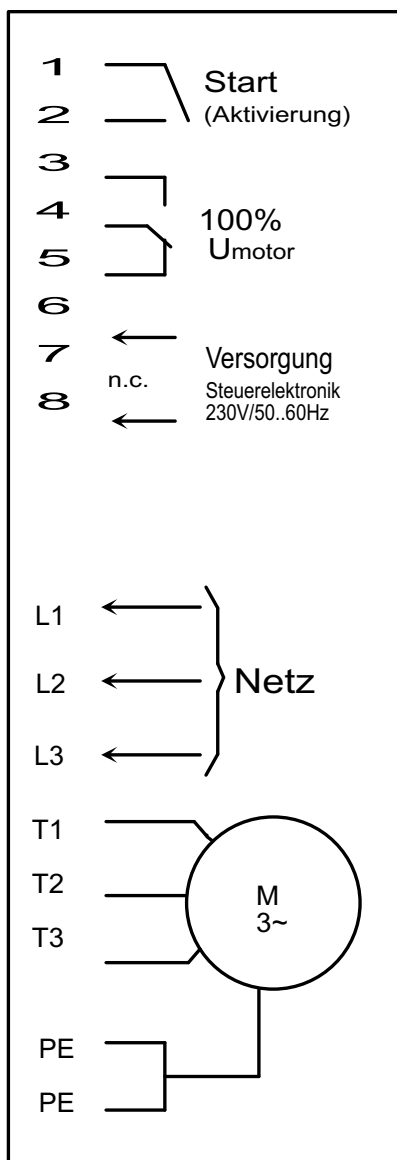 1
2
Start
(Aktivierung)
3
4
5
100%
Umotor
6
7
n.c.
8
Versorgung
Steuerelektronik
230V/50..60Hz
L1
L2
L3
Netz
T1
T2
T3
M
3~
PE
PE